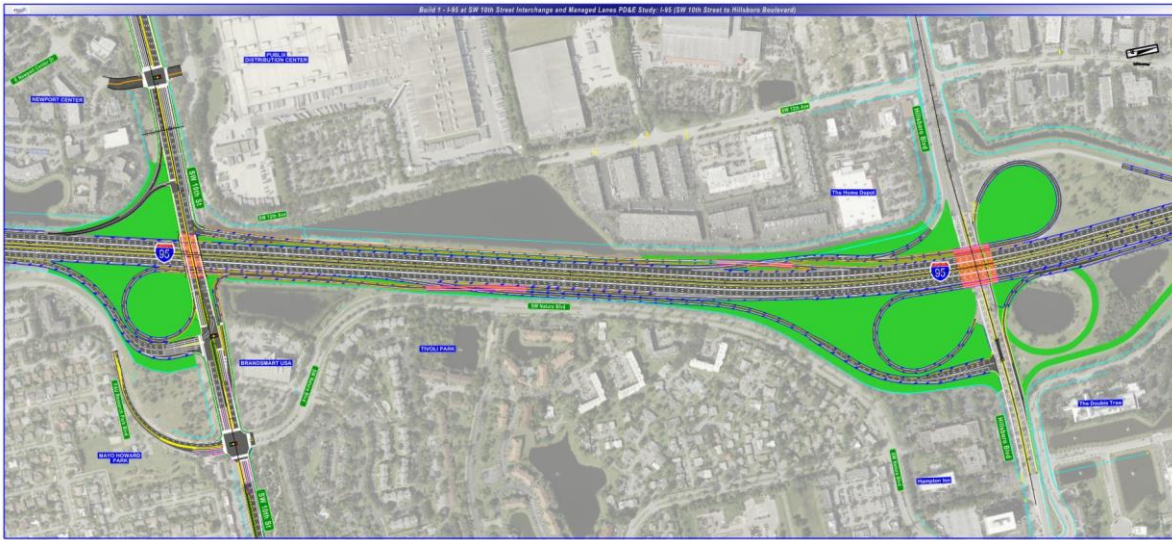 Build 1 - I-95 at SW 10th Street Interchange and Managed Lanes PD&E Study: I-95 (SW 10th Street to Hillsboro Boulevard)
PUBLIX
DISTRIBUTION CENTER
NEWPORT CENTER
SW 10th St
SW 12th Ave
SW 12th Ave
Hillsboro Blvd
The Home Depot
95
95
SW Natura Blvd
BRANDSMART USA
TIVOLI PARK
MAYO HOWARD
PARK
SW 10th St
Hillsboro Blvd
The Double Tree
Hampton Inn